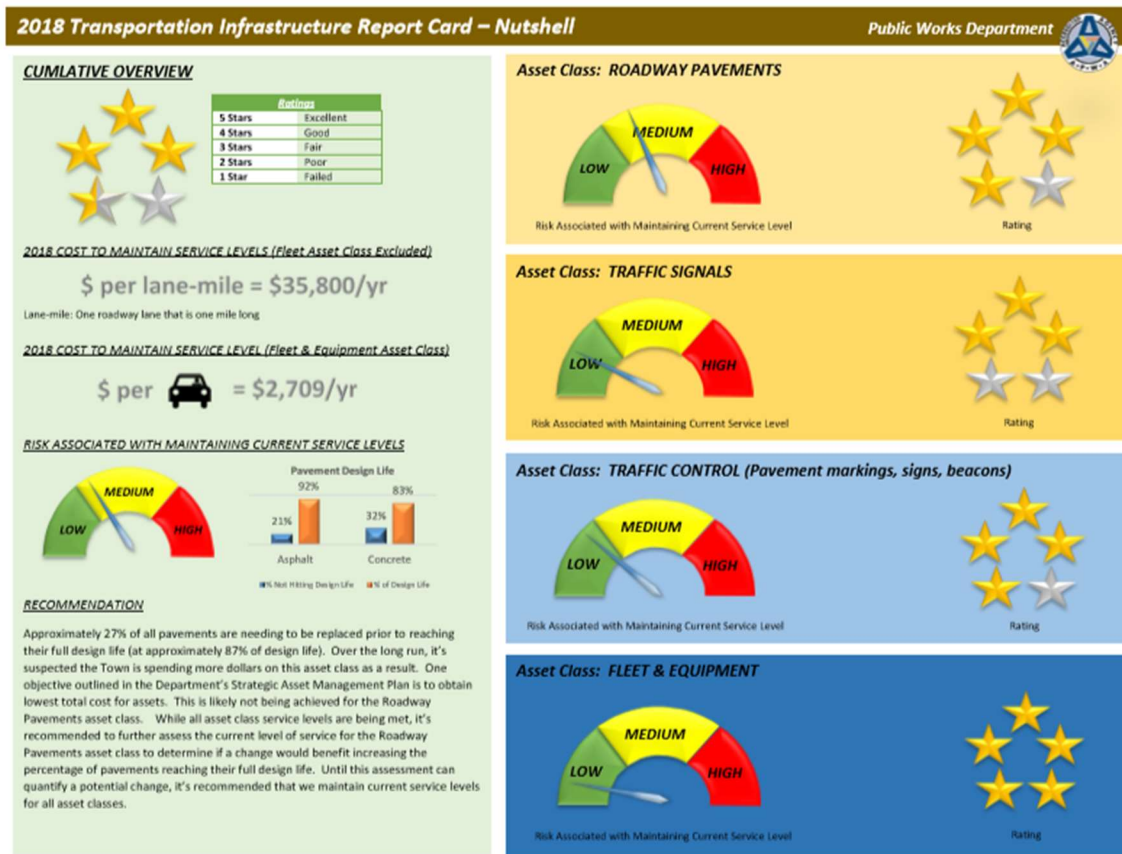 2018 Transportation Infrastructure Report Card – Nutshell
Public Works Department
CUMLATIVE OVERVIEW
Ratings
5 Stars Excellent
4 Stars Good
3 Stars Fair
2 Stars Poor
1 Star Failed
2018 COST TO MAINTAIN SERVICE LEVELS (Fleet Asset Class Excluded)
$ per lane-mile = $35,800/yr
Lane-mile: One roadway lane that is one mile long
2018 COST TO MAINTAIN SERVICE LEVEL (Fleet & Equipment Asset Class)
$ per = $2,709/yr
RISK ASSOCIATED WITH MAINTAINING CURRENT SERVICE LEVELS
LOW
MEDIUM
HIGH
Pavement Design Life
21%
92%
32%
83%
Asphalt Concrete
% Not Hitting Design Life % of Design Life
RECOMMENDATION
Approximately 27% of all pavements are needing to be replaced prior to reaching
their full design life (at approximately 87% of design life). Over the long run, it's
suspected the Town is spending more dollars on this asset class as a result. One
objective outlined in the Department's Strategic Asset Management Plan is to obtain
lowest total cost for assets. This is likely not being achieved for the Roadway
Pavements asset class. While all asset class service levels are being met, it's
recommended to further assess the current level of service for the Roadway
Pavements asset class to determine if a change would benefit increasing the
percentage of pavements reaching their full design life. Until this assessment can
quantify a potential change, it's recommended that we maintain current service levels
for all asset classes.
Asset Class: ROADWAY PAVEMENTS
LOW
MEDIUM
HIGH
Risk Associated with Maintaining Current Service Level
Rating
Asset Class: TRAFFIC SIGNALS
LOW
MEDIUM
HIGH
Risk Associated with Maintaining Current Service Level
Rating
Asset Class: TRAFFIC CONTROL (Pavement markings, signs, beacons)
LOW
MEDIUM
HIGH
Risk Associated with Maintaining Current Service Level
Rating
Asset Class: FLEET & EQUIPMENT
LOW
MEDIUM
HIGH
Risk Associated with Maintaining Current Service Level
Rating